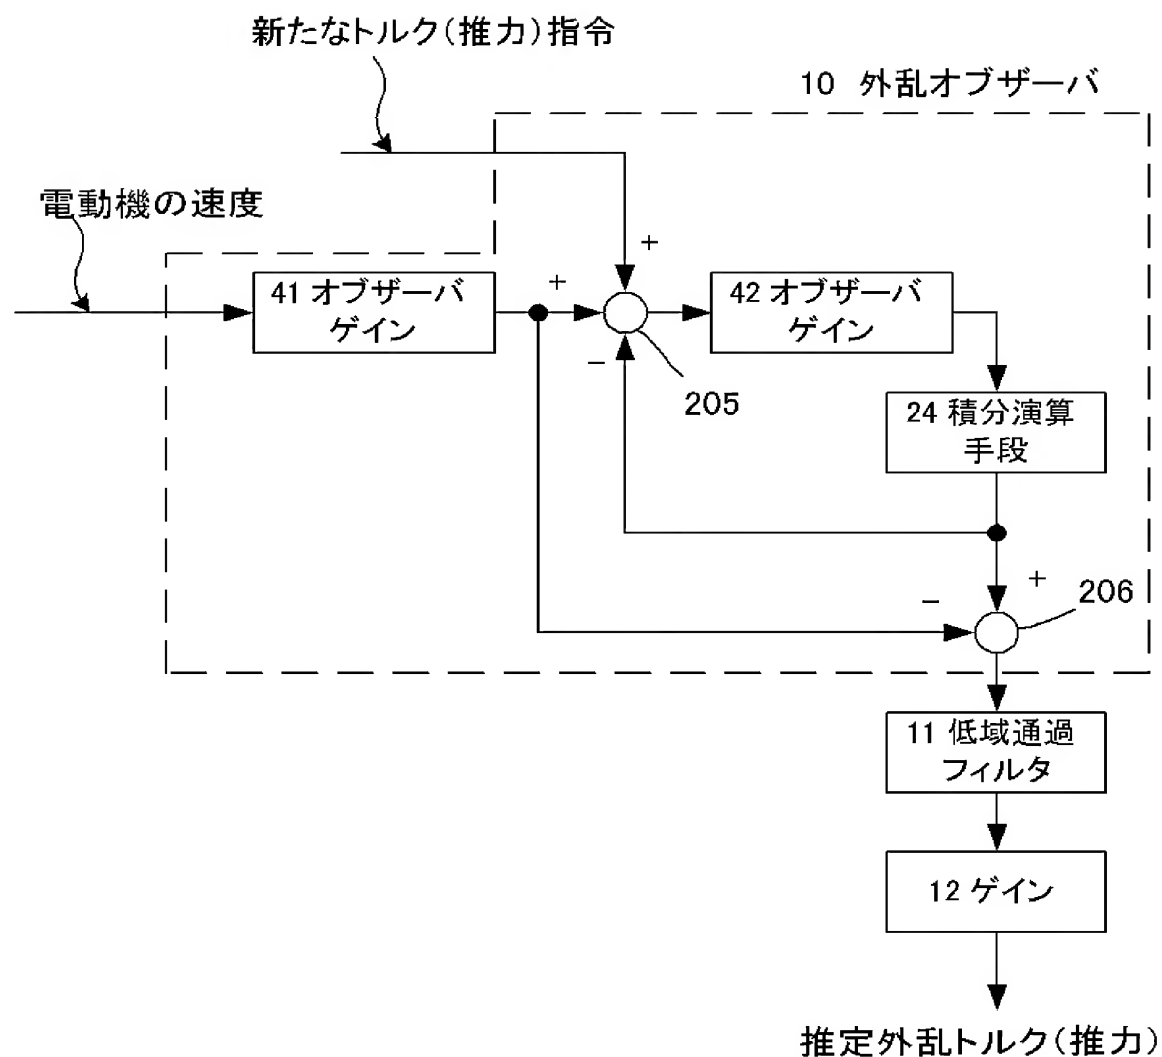 新たなトルク(推力)指令
10 外乱オブザーバ
電動機の速度
+
41 オブザーバ
ゲイン
+
42 オブザーバ
ゲイン
−
205
24 積分演算
手段
+
−
206
11 低域通過
フィルタ
12 ゲイン
推定外乱トルク(推力)